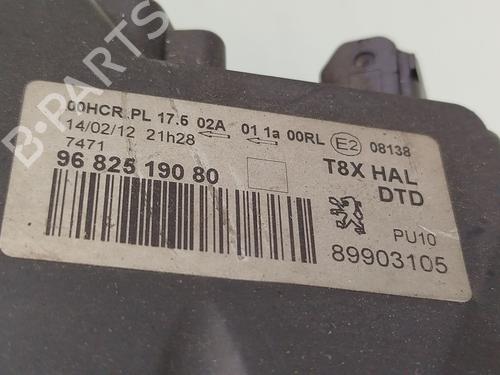 B-PARTS
00HCR PL 17.5 02A 01 1a 00RL E2 08138
14/02/12 21h28
7471
96 825 190 80
T8X HAL
DTD
PU10
89903105